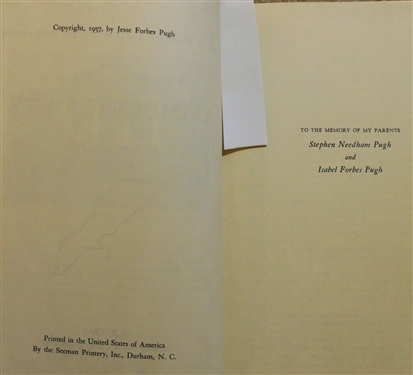 Copyright, 1957, by Jesse Forbes Pugh
Printed in the United States of America
By the Seeman Printery, Inc., Durham, N. C.
TO THE MEMORY OF MY PARENTS
Stephen Needham Pugh
and
Isabel Forbes Pugh